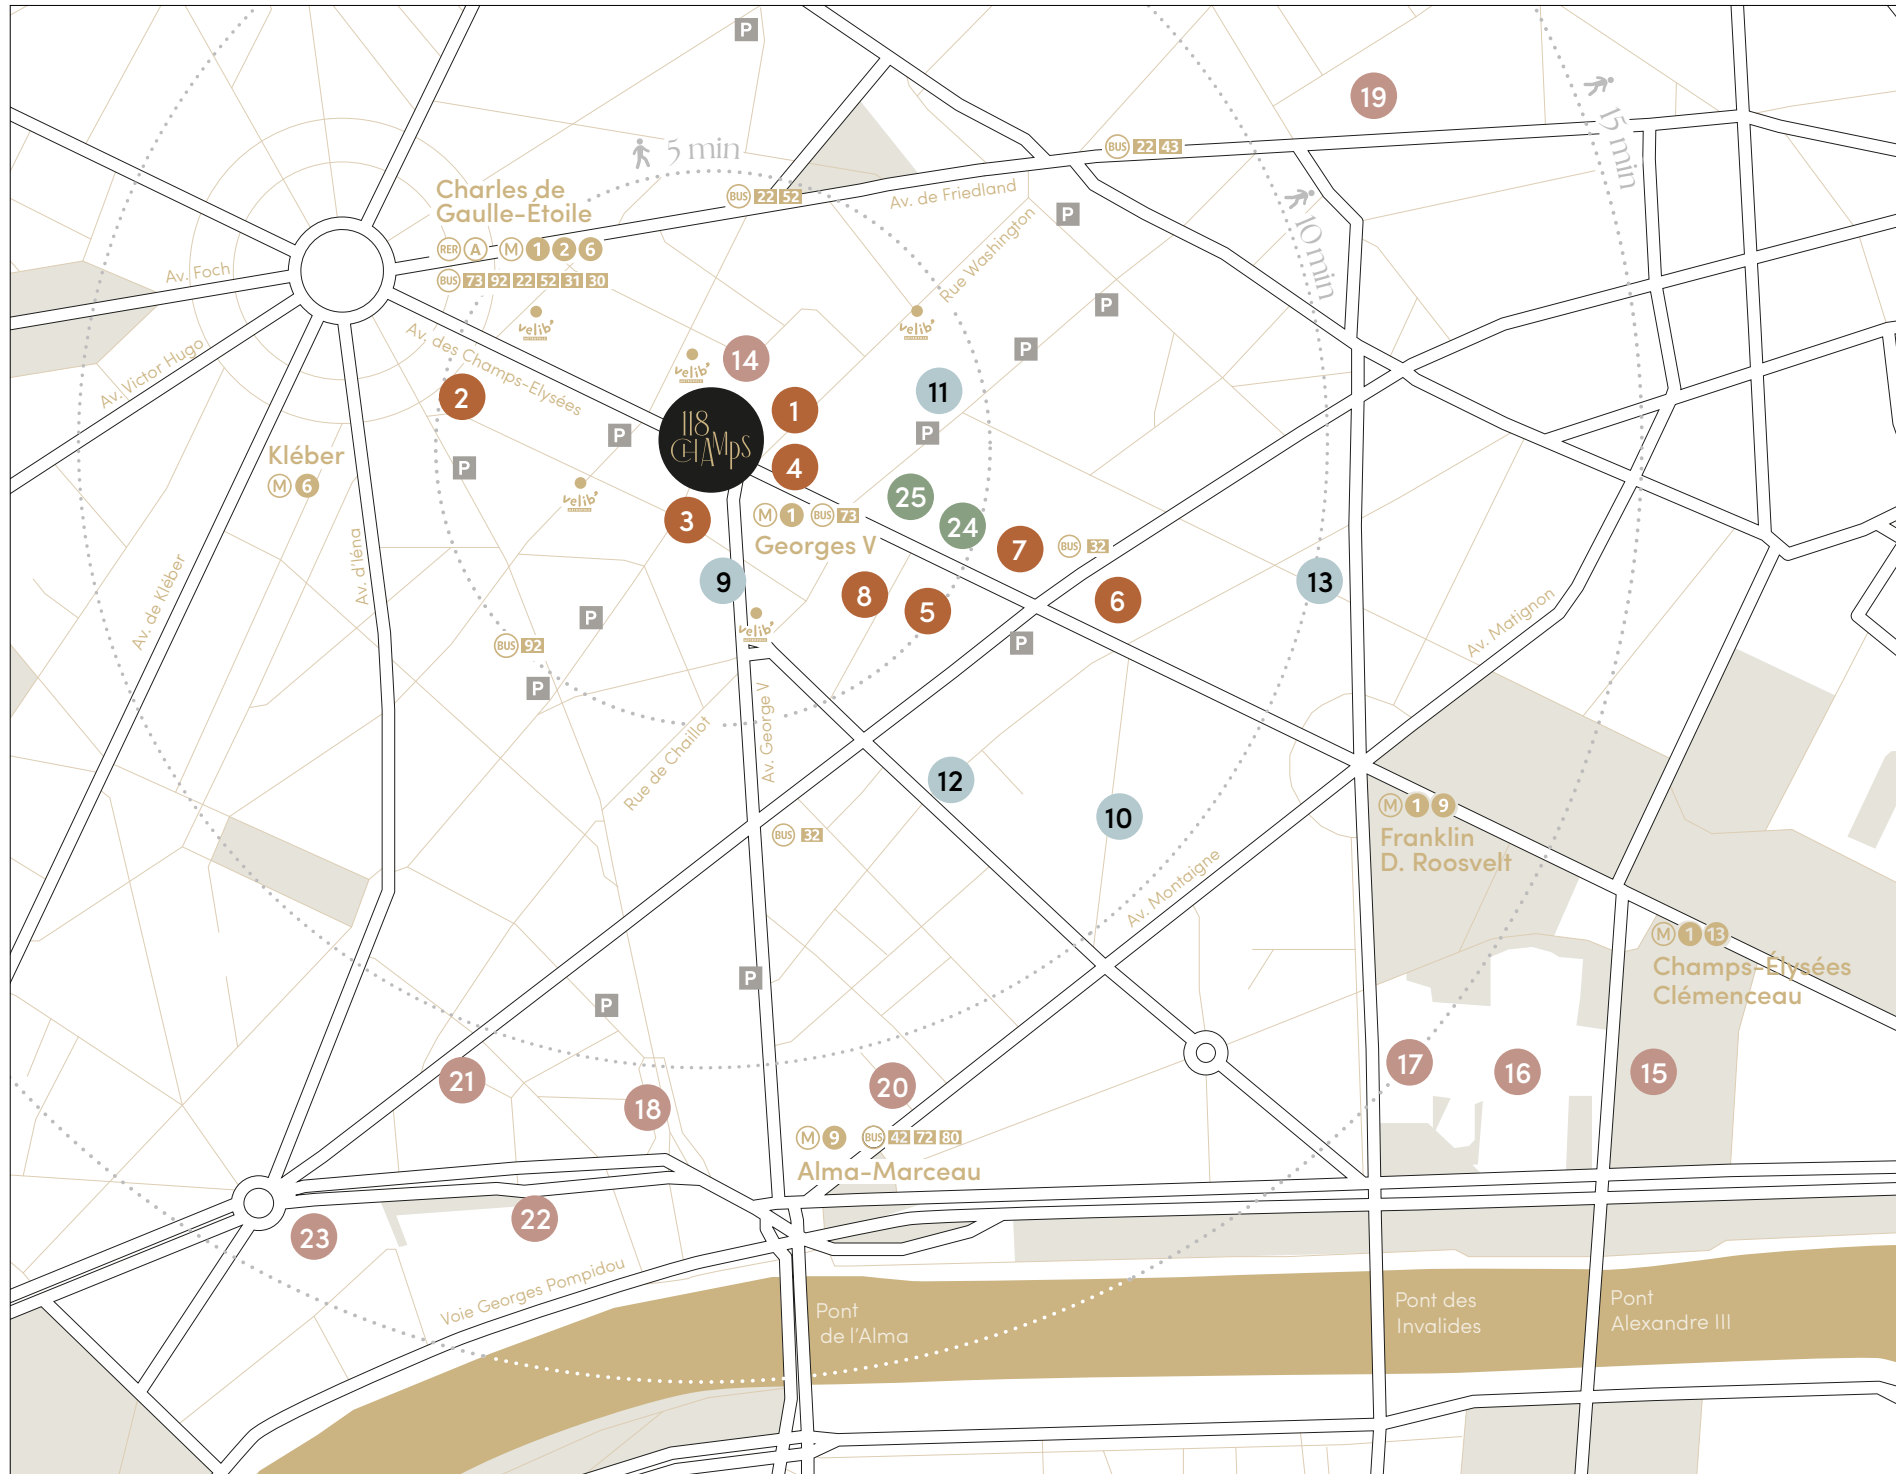 P
19
15 min
5 min
BUS 22 43
Charles de
Gaulle-Étoile
BUS 22 52
Av. de Friedland
10 min
P
RER A M 1 2 6
BUS 73 92 22 52 31 30
Av. Foch
Rue Washington
P
velib'
velib'
Av. des Champs-Elysées
Av. Victor Hugo
velib'
14
P
2
11
1
118
CHAMPS
P
P
Kléber
M 6
P
4
velib'
25
3
M 1 BUS 73
24
Georges V
7
BUS 32
Av. d'Iéna
9
13
8
6
5
Av. de Kléber
P
velib'
Av. Matignon
BUS 92
P
P
Av. George V
Rue de Chaillot
12
10
M 1 9
Franklin
D. Roosvelt
BUS 32
Av. Montaigne
M 1 13
Champs-Élysées
Clémenceau
P
P
21
20
17
16
15
18
M 9 BUS 42 72 80
Alma-Marceau
22
23
Voie Georges Pompidou
Pont
de l'Alma
Pont des
Invalides
Pont
Alexandre III